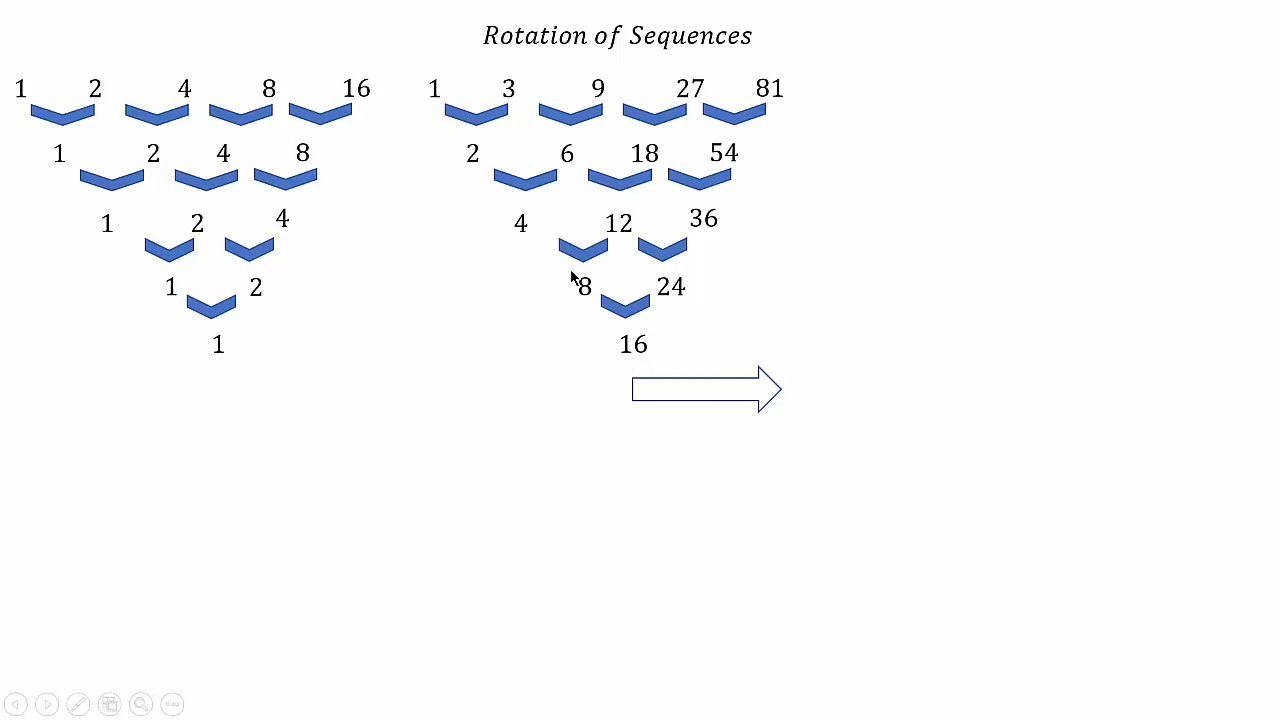 Rotation of Sequences
1 2 4 8 16 1 3 9 27 81
1 2 4 8 2 6 18 54
1 2 4 4 12 36
1 2 8 24
1 16